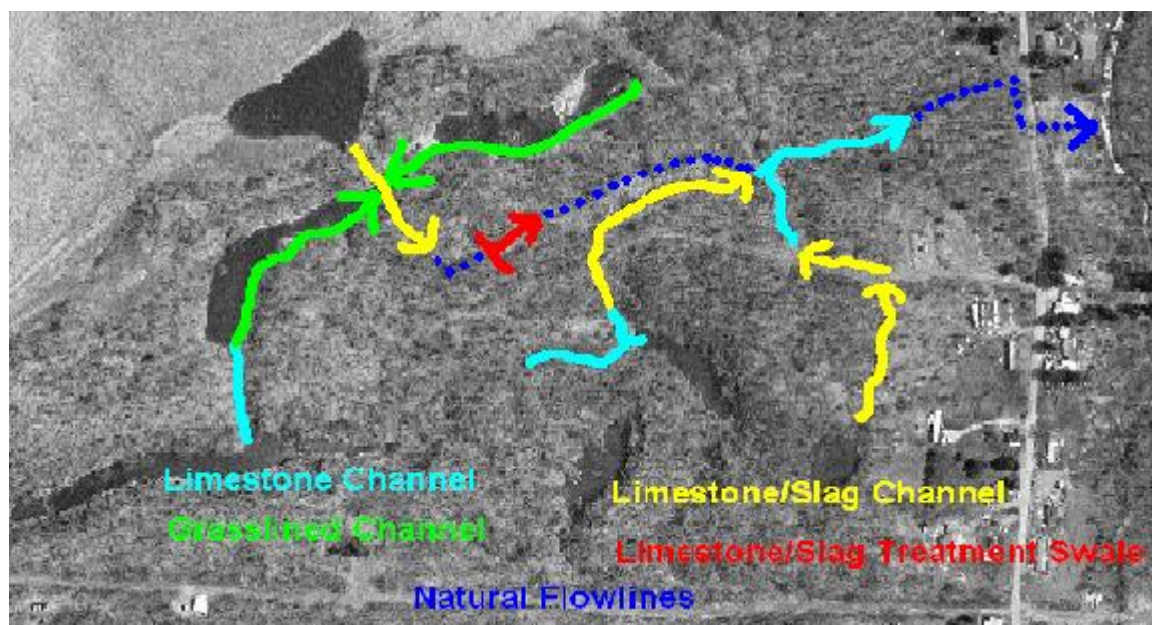 Limestone Channel
Grasslined Channel
Limestone/Slag Channel
Limestone/Slag Treatment Swale
Natural Flowlines